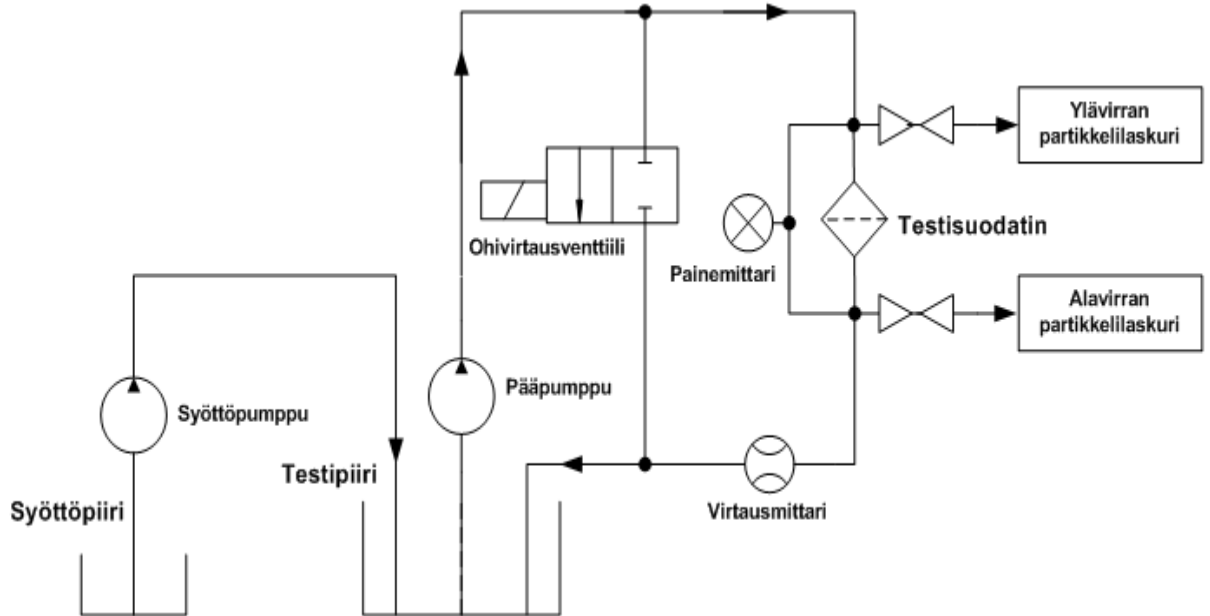 Ylävirran
partikkelilaskuri
Ohivirtausventtiili
Testisuodatin
Painemittari
Alavirran
partikkelilaskuri
Syöttöpumppu
Pääpumppu
Testipiiri
Syöttöpiiri
Virtausmittari